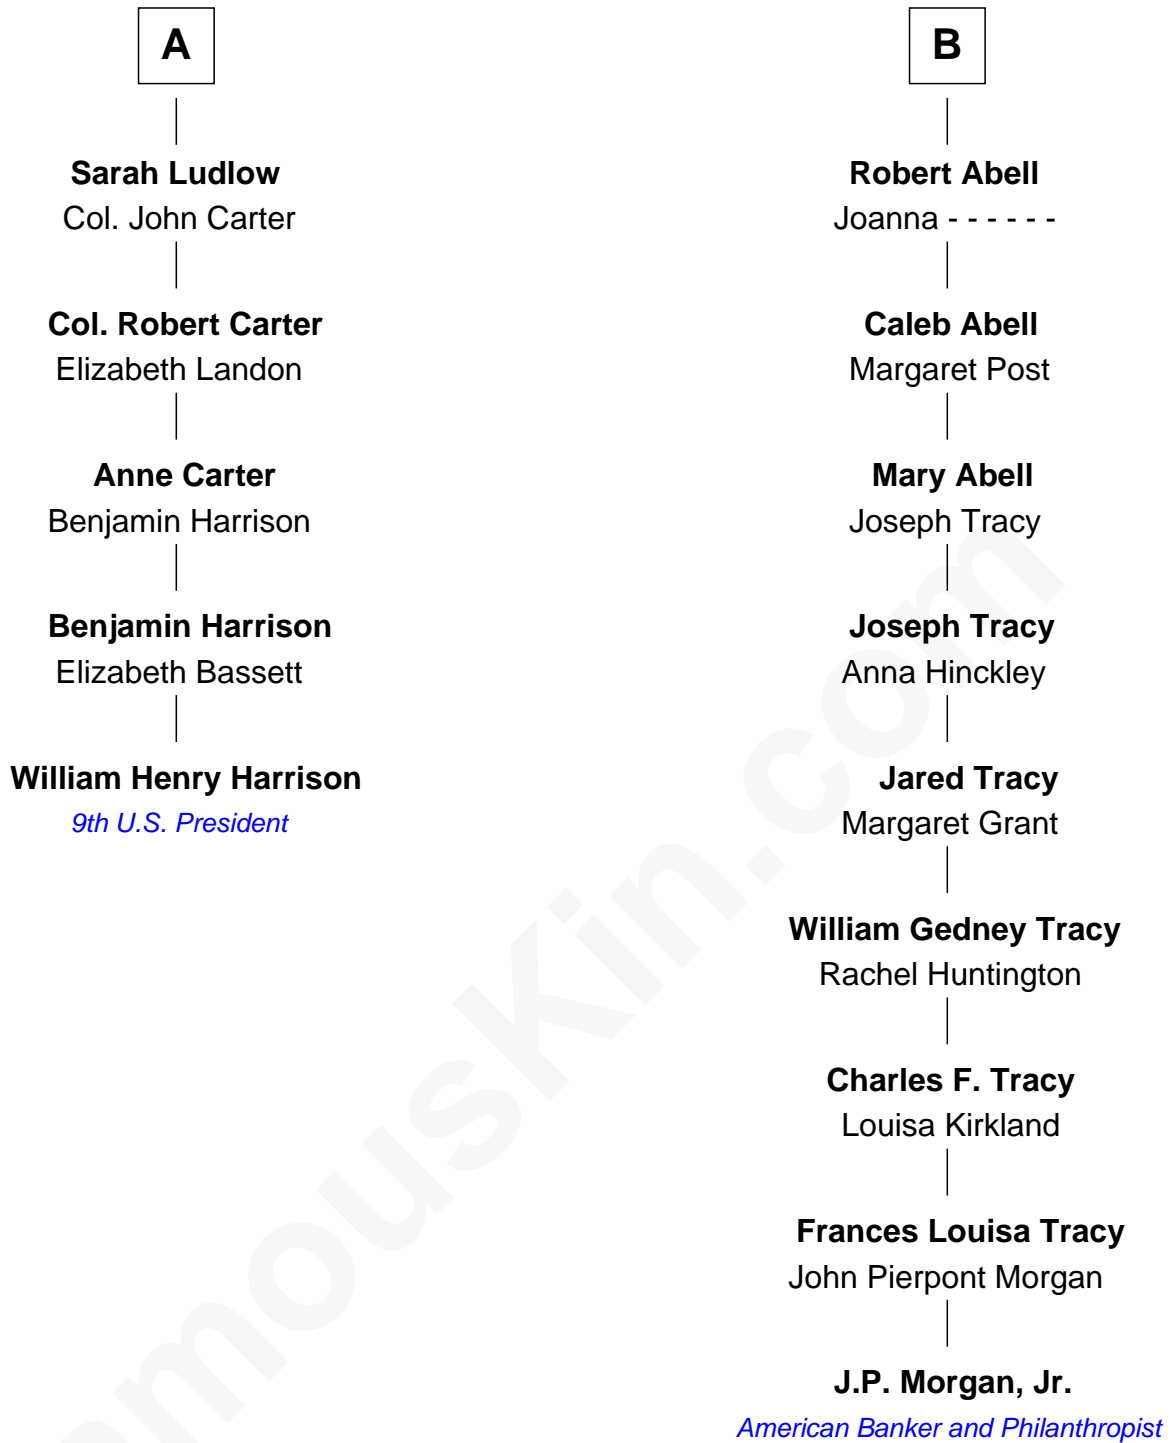 A
Sarah Ludlow
Col. John Carter
Col. Robert Carter
Elizabeth Landon
Anne Carter
Benjamin Harrison
Benjamin Harrison
Elizabeth Bassett
William Henry Harrison
9th U.S. President
B
Robert Abell
Joanna - - - - - -
Caleb Abell
Margaret Post
Mary Abell
Joseph Tracy
Joseph Tracy
Anna Hinckley
Jared Tracy
Margaret Grant
William Gedney Tracy
Rachel Huntington
Charles F. Tracy
Louisa Kirkland
Frances Louisa Tracy
John Pierpont Morgan
J.P. Morgan, Jr.
American Banker and Philanthropist
amouskin.com